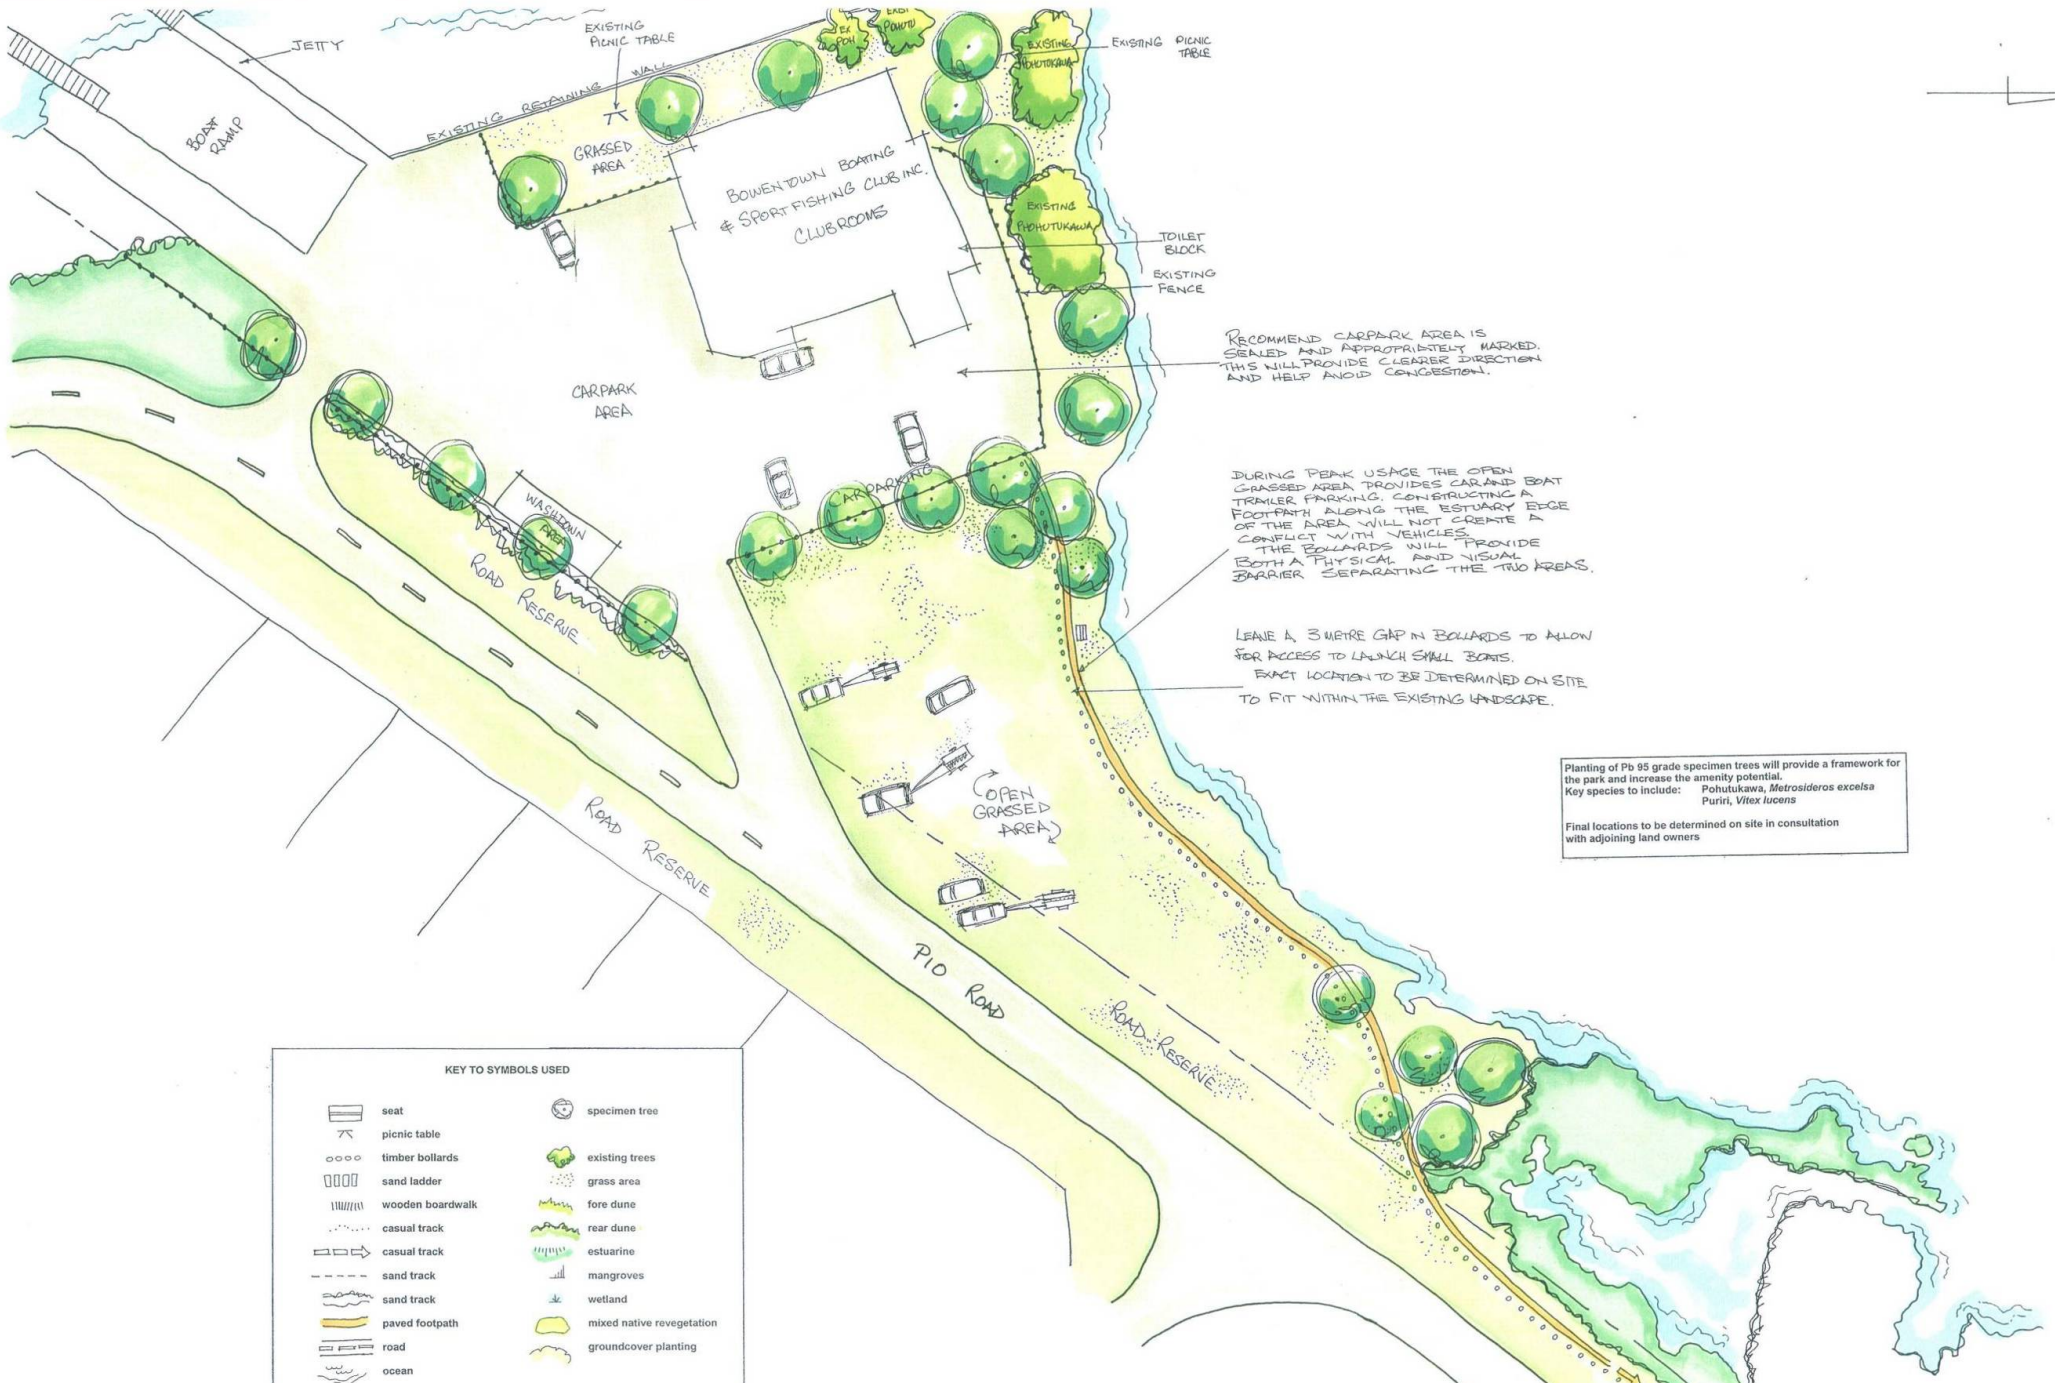 JETTY
BOAT
RAMP
EXISTING
PICNIC TABLE
EXISTING RETAINING WALL
GRASSED
AREA
EX
POH
EXIST
POHUTU
EXISTING
POHUTUKAWA
EXISTING PICNIC
TABLE
BOWENTOWN BOATING
& SPORTFISHING CLUB INC.
CLUBROOMS
EXISTING
PHOHUTUKAWA
TOILET
BLOCK
EXISTING
FENCE
CARPARK
AREA
RECOMMEND CARPARK AREA IS
SEALED AND APPROPRIATELY MARKED.
THIS WILL PROVIDE CLEARER DIRECTION
AND HELP AVOID CONGESTION.
CARPARKING
WASHDOWN
AREA
ROAD RESERVE
DURING PEAK USAGE THE OPEN
GRASSED AREA PROVIDES CAR AND BOAT
TRAILER PARKING. CONSTRUCTING A
FOOTPATH ALONG THE ESTUARY EDGE
OF THE AREA WILL NOT CREATE A
CONFLICT WITH VEHICLES.
THE BOLLARDS WILL PROVIDE
BOTH A PHYSICAL AND VISUAL
BARRIER SEPARATING THE TWO AREAS.
LEAVE A 3 METRE GAP IN BOLLARDS TO ALLOW
FOR ACCESS TO LAUNCH SMALL BOATS.
EXACT LOCATION TO BE DETERMINED ON SITE
TO FIT WITHIN THE EXISTING LANDSCAPE.
Planting of Pb 95 grade specimen trees will provide a framework for
the park and increase the amenity potential.
Key species to include: Pohutukawa, Metrosideros excelsa
Puriri, Vitex lucens
Final locations to be determined on site in consultation
with adjoining land owners
OPEN
GRASSED
AREA
ROAD RESERVE
PIO ROAD
ROAD RESERVE
KEY TO SYMBOLS USED
seat
picnic table
timber bollards
sand ladder
wooden boardwalk
casual track
casual track
sand track
sand track
paved footpath
road
ocean
specimen tree
existing trees
grass area
fore dune
rear dune
estuarine
mangroves
wetland
mixed native revegetation
groundcover planting